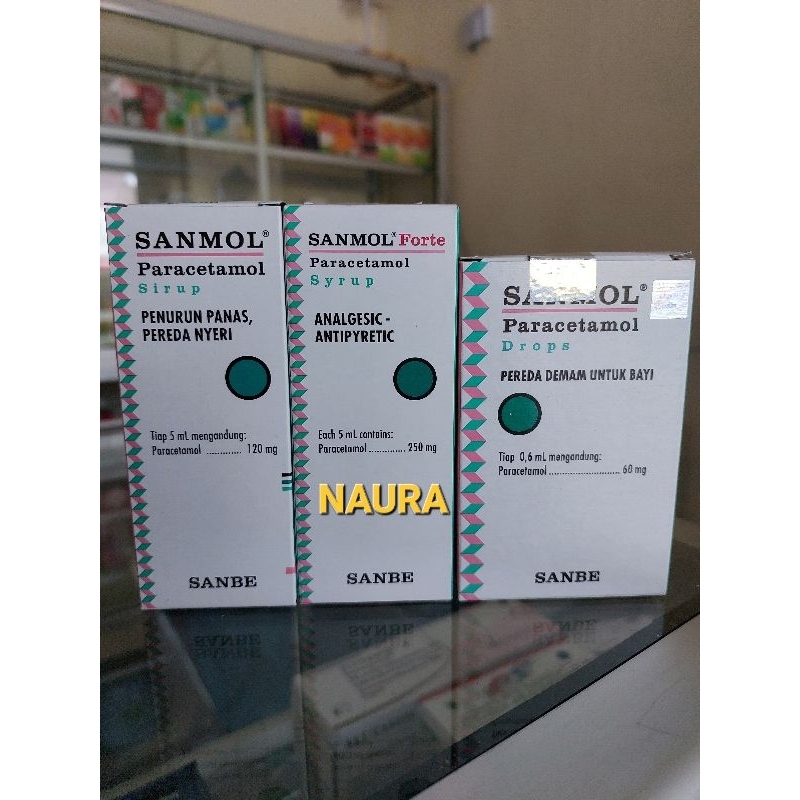 SANMOL®
Paracetamol
Sirup
PENURUN PANAS,
PEREDA NYERI
Tiap 5 mL mengandung:
Paracetamol ............. 120 mg
SANBE
SANMOL® Forte
Paracetamol
Syrup
ANALGESIC -
ANTIPYRETIC
Each 5 mL contains:
Paracetamol ............. 250 mg
NAURA
SANBE
SANMOL®
Paracetamol
Drops
PEREDA DEMAM UNTUK BAYI
Tiap 0,6 mL mengandung:
Paracetamol .......................... 60 mg
SANBE